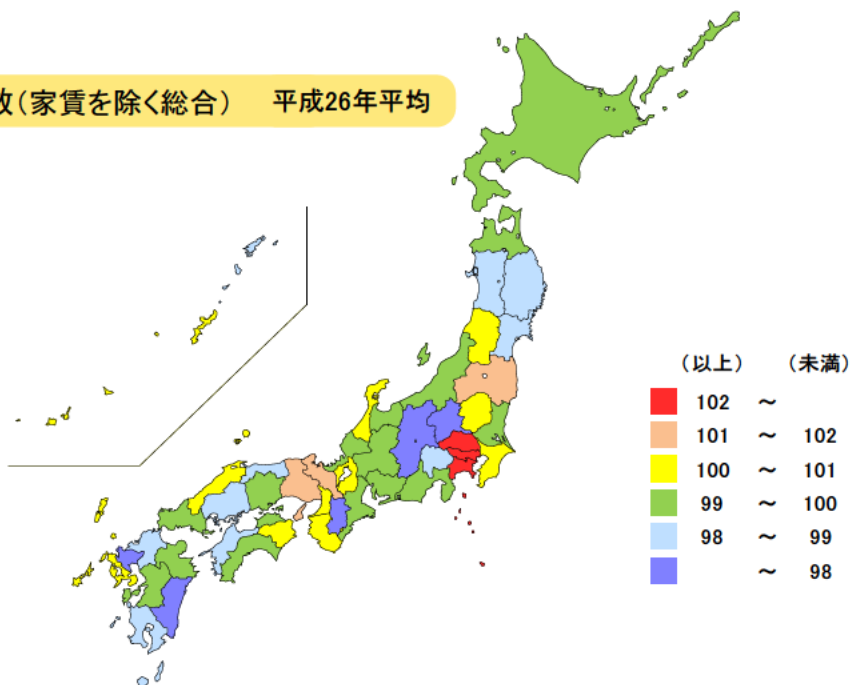 数(家賃を除く総合) 平成26年平均
(以上) (未満)
102 ~
101 ~ 102
100 ~ 101
99 ~ 100
98 ~ 99
~ 98